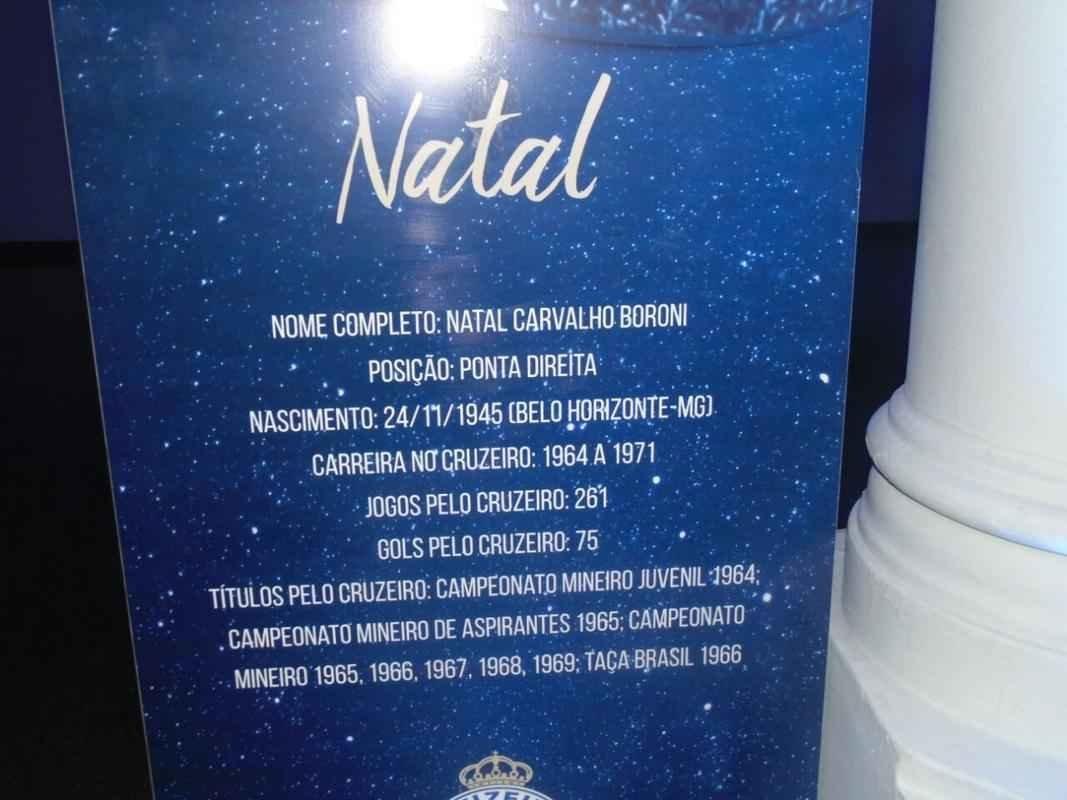 Natal
NOME COMPLETO: NATAL CARVALHO BORONI
POSIÇÃO: PONTA DIREITA
NASCIMENTO: 24/11/1945 (BELO HORIZONTE-MG)
CARREIRA NO CRUZEIRO: 1964 A 1971
JOGOS PELO CRUZEIRO: 261
GOLS PELO CRUZEIRO: 75
TÍTULOS PELO CRUZEIRO: CAMPEONATO MINEIRO JUVENIL 1964;
CAMPEONATO MINEIRO DE ASPIRANTES 1965; CAMPEONATO
MINEIRO 1965, 1966, 1967, 1968, 1969; TAÇA BRASIL 1966